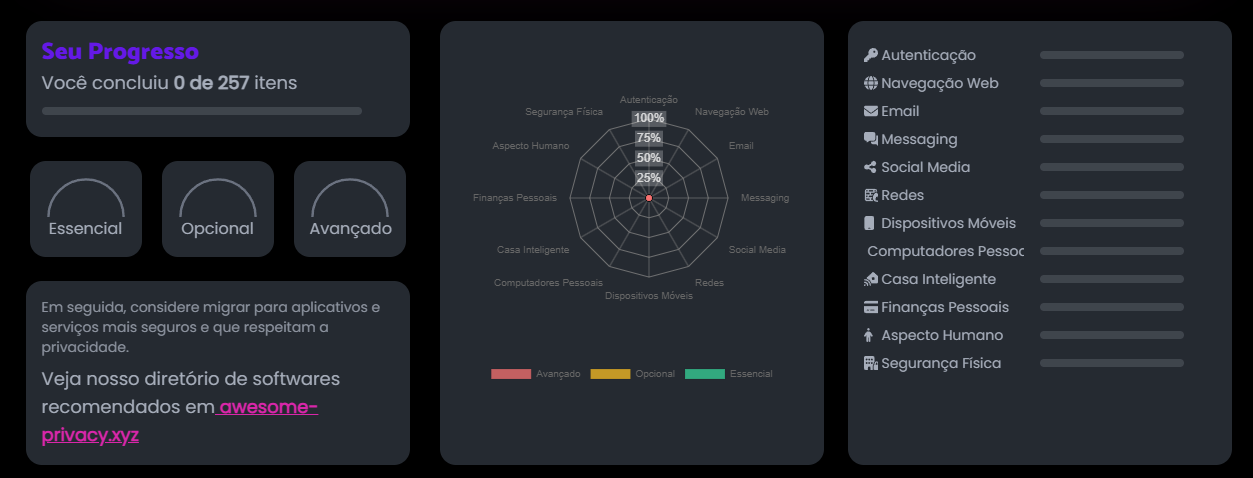 Seu Progresso
Você concluiu 0 de 257 itens
Essencial
Opcional
Avançado
Em seguida, considere migrar para aplicativos e
serviços mais seguros e que respeitam a
privacidade.
Veja nosso diretório de softwares
recomendados em awesome-
privacy.xyz
Autenticação
Segurança Física
Navegação Web
100%
75%
Aspecto Humano
Email
50%
25%
Finanças Pessoais
Messaging
Casa Inteligente
Social Media
Computadores Pessoais
Redes
Dispositivos Móveis
Avançado
Opcional
Essencial
Autenticação
Navegação Web
Email
Messaging
Social Media
Redes
Dispositivos Móveis
Computadores Pessoc
Casa Inteligente
Finanças Pessoais
Aspecto Humano
Segurança Física